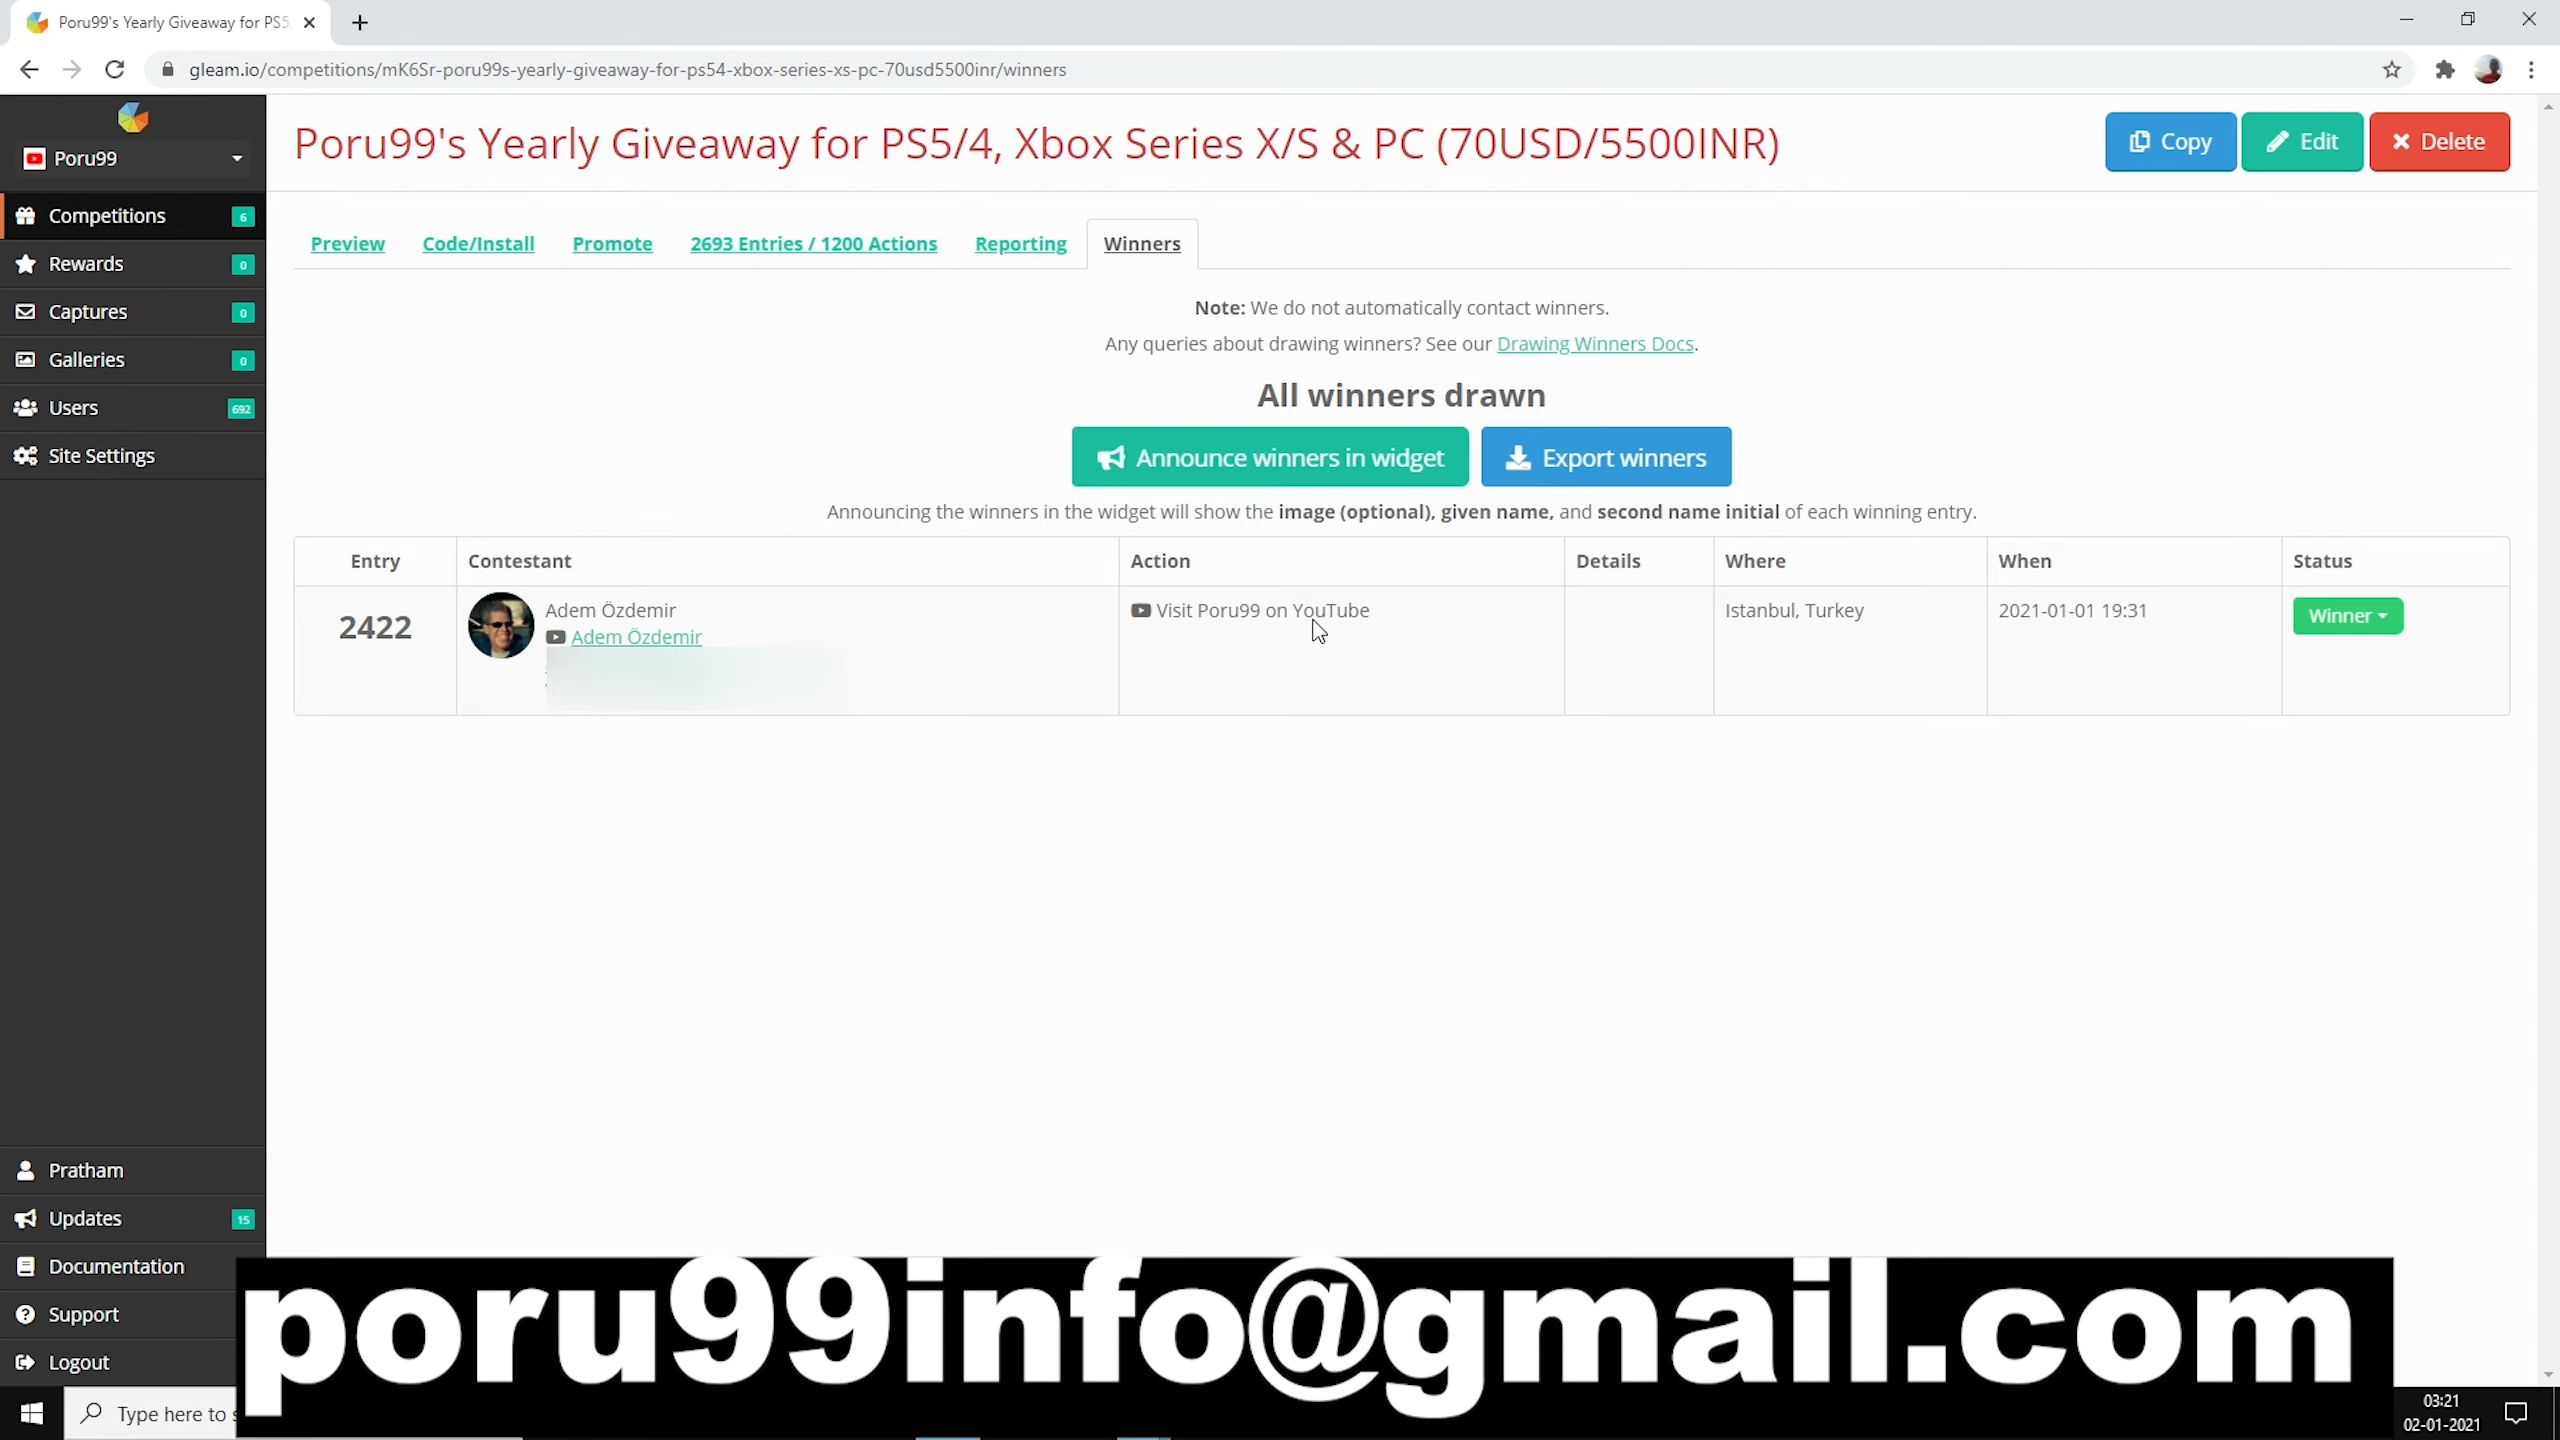 Poru99's Yearly Giveaway for PS5
gleam.io/competitions/mK6Sr-poru99s-yearly-giveaway-for-ps54-xbox-series-xs-pc-70usd5500inr/winners
Poru99
Competitions 6
Rewards 0
Captures 0
Galleries 0
Users 692
Site Settings
Pratham
Updates 15
Documentation
Support
Logout
Poru99's Yearly Giveaway for PS5/4, Xbox Series X/S & PC (70USD/5500INR)
Copy
Edit
Delete
Preview
Code/Install
Promote
2693 Entries / 1200 Actions
Reporting
Winners
Note: We do not automatically contact winners.
Any queries about drawing winners? See our Drawing Winners Docs.
All winners drawn
Announce winners in widget
Export winners
Announcing the winners in the widget will show the image (optional), given name, and second name initial of each winning entry.
Entry Contestant Action Details Where When Status
2422 Adem Özdemir Visit Poru99 on YouTube Istanbul, Turkey 2021-01-01 19:31 Winner
Adem Özdemir
poru99info@gmail.com
Type here to s
03:21
02-01-2021